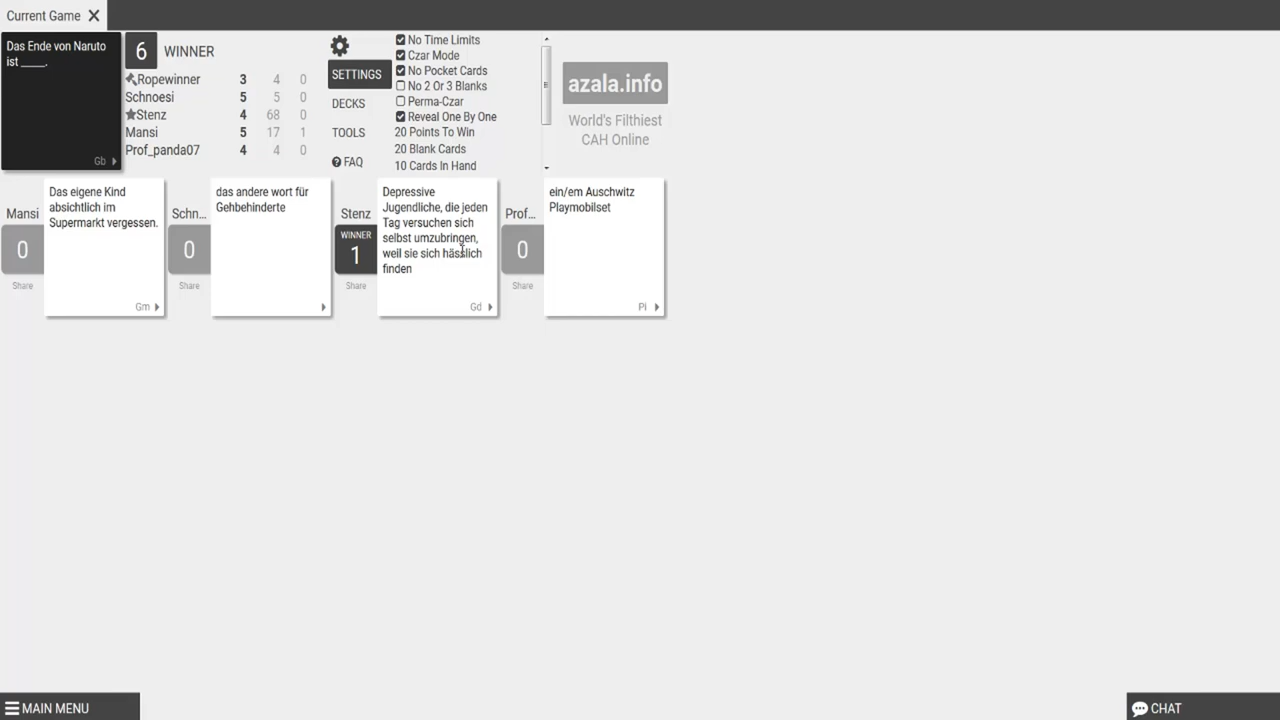 Current Game
Das Ende von Naruto
ist _____.
Gb
6 WINNER
Ropewinner 3 4 0
Schnoesi 5 5 0
Stenz 4 68 0
Mansi 5 17 1
Prof_panda07 4 4 0
SETTINGS
DECKS
TOOLS
FAQ
No Time Limits
Czar Mode
No Pocket Cards
No 2 Or 3 Blanks
Perma-Czar
Reveal One By One
20 Points To Win
20 Blank Cards
10 Cards In Hand
azala.info
World's Filthiest
CAH Online
Mansi
0
Share
Das eigene Kind
absichtlich im
Supermarkt vergessen.
Gm
Schn...
0
Share
das andere wort für
Gehbehinderte
Stenz
WINNER
1
Share
Depressive
Jugendliche, die jeden
Tag versuchen sich
selbst umzubringen,
weil sie sich hässlich
finden
Gd
Prof...
0
Share
ein/em Auschwitz
Playmobilset
Pi
MAIN MENU
CHAT